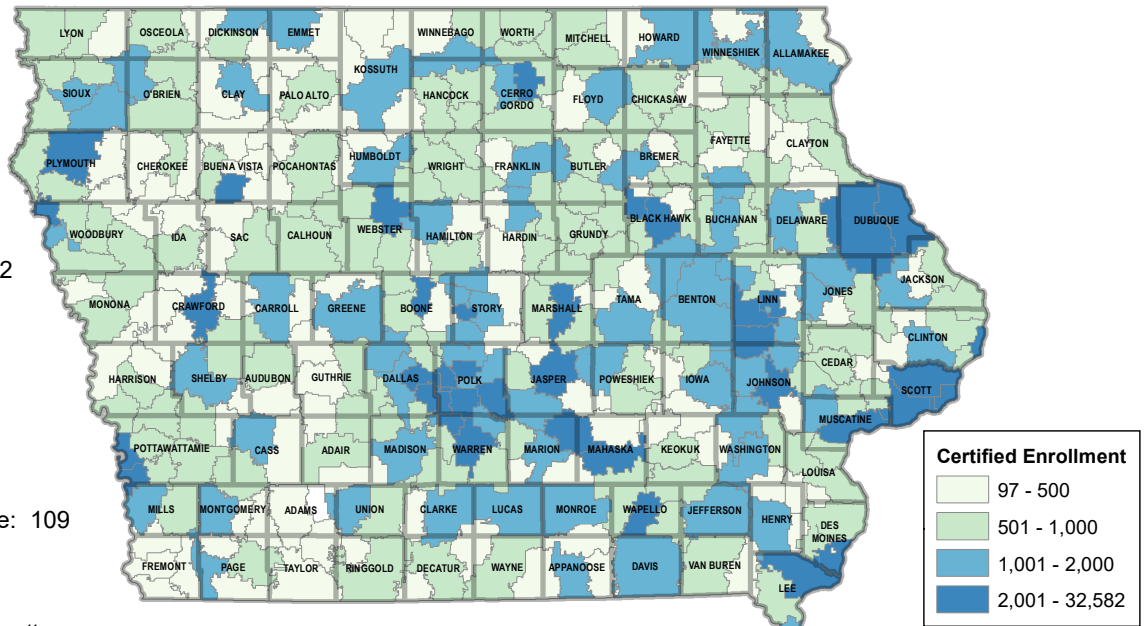 LYON OSCEOLA DICKINSON EMMET WINNEBAGO WORTH MITCHELL HOWARD WINNESHIEK ALLAMAKEE
KOSSUTH
SIOUX O'BRIEN CLAY PALO ALTO HANCOCK CERRO GORDO FLOYD CHICKASAW
PLYMOUTH CHEROKEE BUENA VISTA POCAHONTAS HUMBOLDT WRIGHT FRANKLIN BUTLER BREMER FAYETTE CLAYTON
WOODBURY IDA SAC CALHOUN WEBSTER HAMILTON HARDIN GRUNDY BLACK HAWK BUCHANAN DELAWARE DUBUQUE
2
MONONA CRAWFORD CARROLL GREENE BOONE STORY MARSHALL TAMA BENTON LINN JONES JACKSON
CLINTON
HARRISON SHELBY AUDUBON GUTHRIE DALLAS POLK JASPER POWESHIEK IOWA JOHNSON CEDAR SCOTT
MUSCATINE
POTTAWATTAMIE CASS ADAIR MADISON WARREN MARION MAHASKA KEOKUK WASHINGTON LOUISA
e: 109
MILLS MONTGOMERY ADAMS UNION CLARKE LUCAS MONROE WAPELLO JEFFERSON HENRY DES MOINES
FREMONT PAGE TAYLOR RINGGOLD DECATUR WAYNE APPANOOSE DAVIS VAN BUREN LEE
Certified Enrollment
97 - 500
501 - 1,000
1,001 - 2,000
2,001 - 32,582